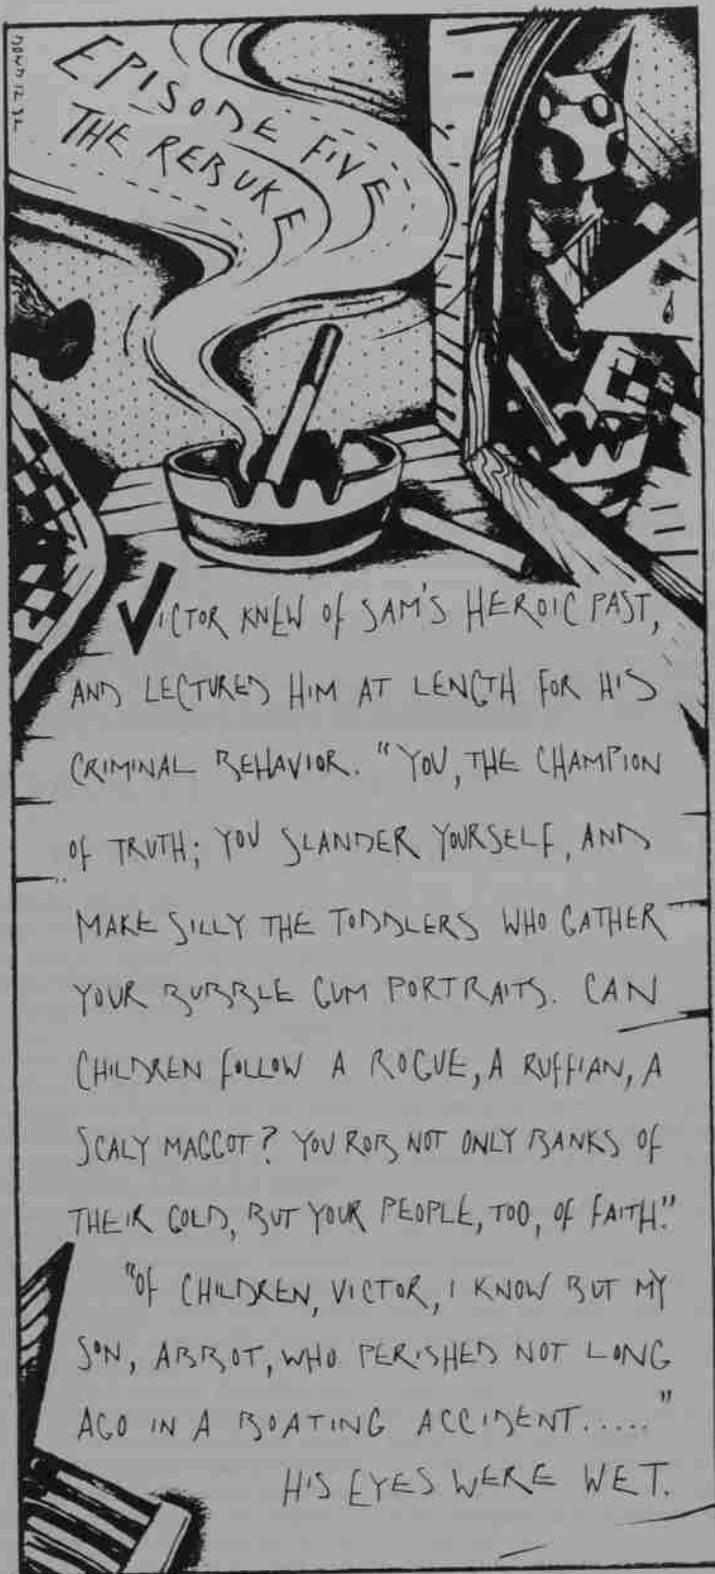 EPISODE FIVE
THE REBUKE
VICTOR KNEW OF SAM'S HEROIC PAST,
AND LECTURED HIM AT LENGTH FOR HIS
CRIMINAL BEHAVIOR. "YOU, THE CHAMPION
OF TRUTH; YOU SLANDER YOURSELF, AND
MAKE SILLY THE TODDLERS WHO GATHER
YOUR BUBBLE GUM PORTRAITS. CAN
CHILDREN FOLLOW A ROGUE, A RUFFIAN, A
SCALY MAGGOT? YOU ROB NOT ONLY BANKS OF
THEIR GOLD, BUT YOUR PEOPLE, TOO, OF FAITH."
"OF CHILDREN, VICTOR, I KNOW BUT MY
SON, ABBOT, WHO PERISHED NOT LONG
AGO IN A BOATING ACCIDENT....."
HIS EYES WERE WET.